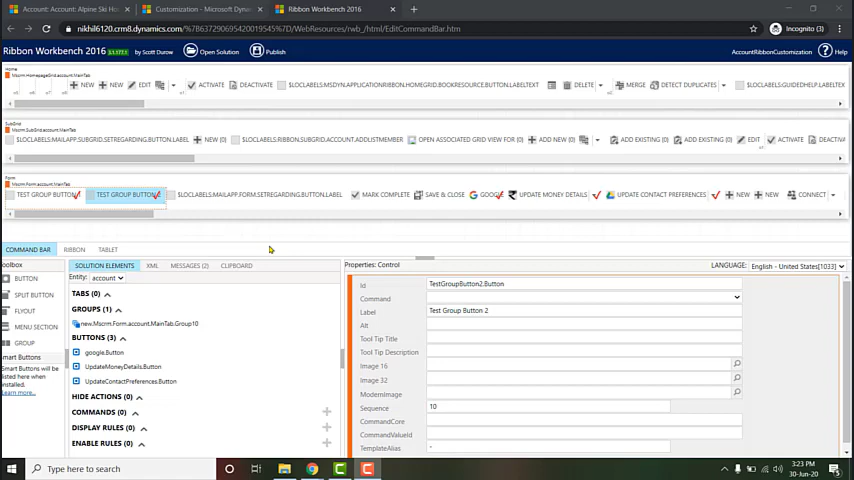 Account: Account: Alpine Ski Ho
Customization - Microsoft Dynam
Ribbon Workbench 2016
nikhil6120.crm8.dynamics.com/%7B637290619590000000%7D/WebResources/rwb_/html/EditCommandBar.htm
Incognito (3)
Ribbon Workbench 2016 by Scott Durow
Open Solution
Publish
AccountRibbonCustomization
Help
Home
Mscrm.HomepageGrid.account.MainTab
NEW
NEW
EDIT
ACTIVATE
DEACTIVATE
$LOCLABELS:MSDYN.APPLICATIONRIBBON.HOMEGRID.BOOKRESOURCE.BUTTON.LABELTEXT
DELETE
MERGE
DETECT DUPLICATES
$LOCLABELS:GUIDEDHELP.LABELTEXT
SubGrid
Mscrm.SubGrid.account.MainTab
$LOCLABELS:MAILAPP.SUBGRID.SETREGARDING.BUTTON.LABEL
NEW (0)
$LOCLABELS:RIBBON.SUBGRID.ACCOUNT.ADDLISTMEMBER
OPEN ASSOCIATED GRID VIEW FOR (0)
ADD NEW (0)
ADD EXISTING (0)
ADD EXISTING (0)
EDIT
ACTIVATE
DEACTIVA
Form
Mscrm.Form.account.MainTab
TEST GROUP BUTTON
TEST GROUP BUTTON
$LOCLABELS:MAILAPP.FORM.SETREGARDING.BUTTON.LABEL
MARK COMPLETE
SAVE & CLOSE
GOOGLE
UPDATE MONEY DETAILS
UPDATE CONTACT PREFERENCES
NEW
NEW
CONNECT
COMMAND BAR
RIBBON
TABLET
Toolbox
BUTTON
SPLIT BUTTON
FLYOUT
MENU SECTION
GROUP
Smart Buttons
Smart Buttons will be
listed here when
installed.
Learn more...
SOLUTION ELEMENTS
XML
MESSAGES (2)
CLIPBOARD
Entity: account
TABS (0)
GROUPS (1)
new.Mscrm.Form.account.MainTab.Group10
BUTTONS (3)
google.Button
UpdateMoneyDetails.Button
UpdateContactPreferences.Button
HIDE ACTIONS (0)
COMMANDS (0)
DISPLAY RULES (0)
ENABLE RULES (0)
Properties: Control
LANGUAGE: English - United States[1033]
Id TestGroupButton2.Button
Command
Label Test Group Button 2
Alt
Tool Tip Title
Tool Tip Description
Image 16
Image 32
ModernImage
Sequence 10
CommandCore
CommandValueId
TemplateAlias -
Type here to search
3:23 PM
30-Jun-20